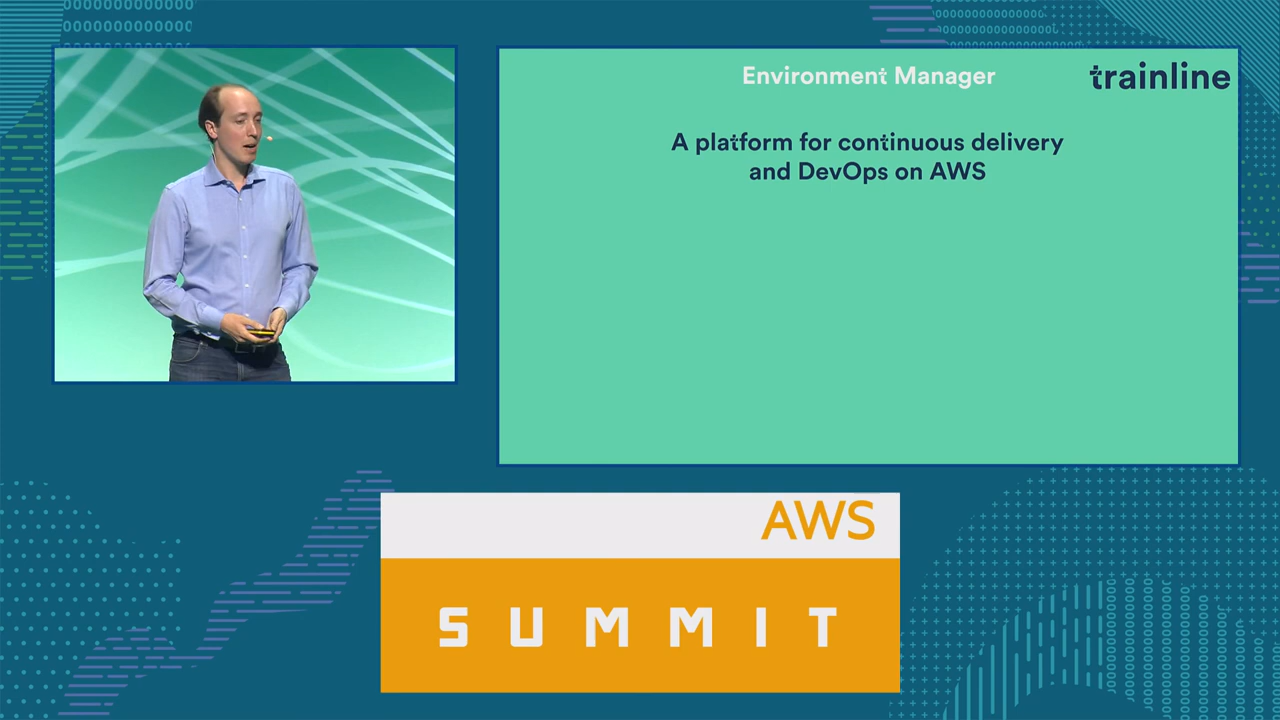 Environment Manager
trainline
A platform for continuous delivery
and DevOps on AWS
AWS
SUMMIT